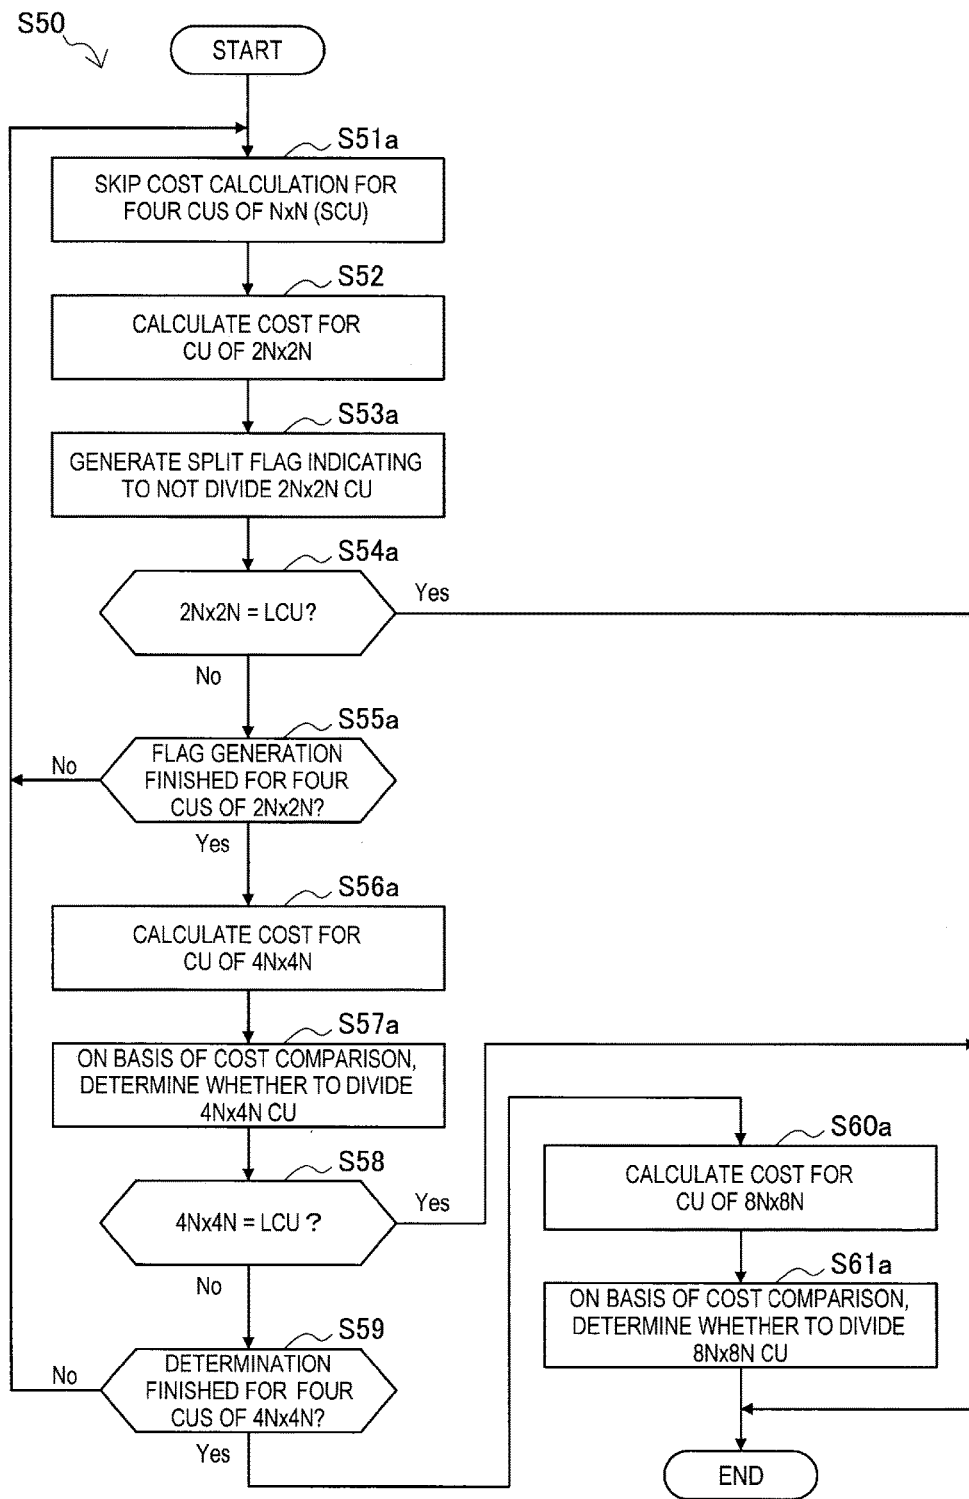 S50
START
S51a
SKIP COST CALCULATION FOR
FOUR CUS OF NxN (SCU)
S52
CALCULATE COST FOR
CU OF 2Nx2N
S53a
GENERATE SPLIT FLAG INDICATING
TO NOT DIVIDE 2Nx2N CU
S54a
2Nx2N = LCU?
Yes
No
S55a
FLAG GENERATION
FINISHED FOR FOUR
CUS OF 2Nx2N?
No
Yes
S56a
CALCULATE COST FOR
CU OF 4Nx4N
S57a
ON BASIS OF COST COMPARISON,
DETERMINE WHETHER TO DIVIDE
4Nx4N CU
S58
4Nx4N = LCU ?
Yes
No
S59
DETERMINATION
FINISHED FOR FOUR
CUS OF 4Nx4N?
No
Yes
S60a
CALCULATE COST FOR
CU OF 8Nx8N
S61a
ON BASIS OF COST COMPARISON,
DETERMINE WHETHER TO DIVIDE
8Nx8N CU
END